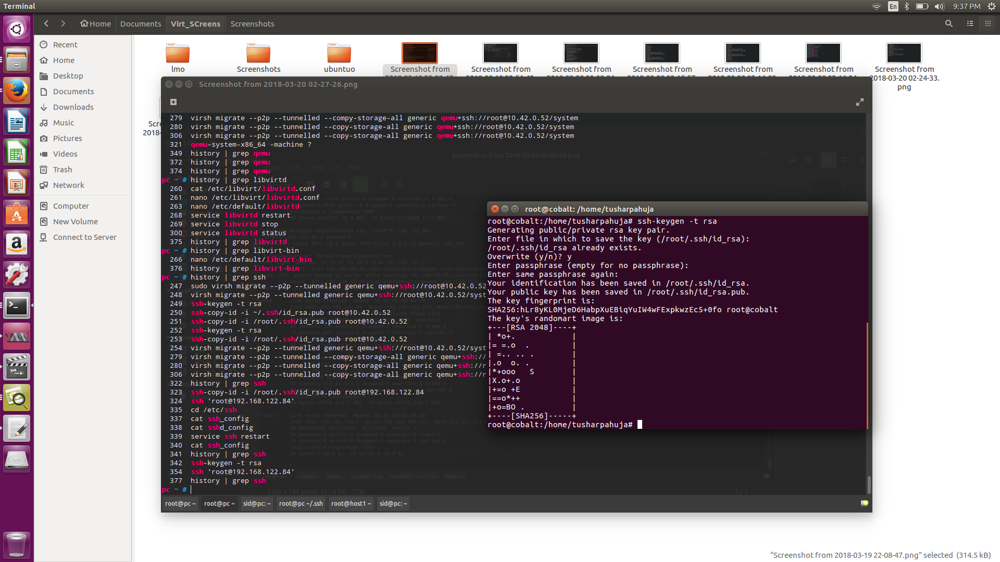 Terminal
En
9:37 PM
Home
Documents
Virt_SCreens
Screenshots
Recent
Home
Desktop
Documents
Downloads
Music
Pictures
Videos
Trash
Network
Computer
New Volume
Connect to Server
lmo
Screenshots
ubuntuo
Screenshot from
Screenshot from
Screenshot from
Screenshot from
Screenshot from
Screenshot from
Screenshot from
2018-03-20 02-24-33.
png
Screenshot from 2018-03-20 02-27-26.png
279 virsh migrate --p2p --tunnelled --compy-storage-all generic qemu+ssh://root@10.42.0.52/system
280 virsh migrate --p2p --tunnelled --copy-storage-all generic qemu+ssh://root@10.42.0.52/system
306 virsh migrate --p2p --tunnelled --copy-storage-all generic qemu+ssh://root@10.42.0.52/system
321 qemu-system-x86_64 -machine ?
349 history | grep qemu
372 history | grep qemu
374 history | grep qemu
pc ~ # history | grep libvirtd
260 cat /etc/libvirt/libvirtd.conf
261 nano /etc/libvirt/libvirtd.conf
263 nano /etc/default/libvirtd
268 service libvirtd restart
269 service libvirtd stop
300 service libvirtd status
375 history | grep libvirtd
pc ~ # history | grep libvirt-bin
266 nano /etc/default/libvirt-bin
376 history | grep libvirt-bin
pc ~ # history | grep ssh
247 sudo virsh migrate --p2p --tunnelled generic qemu+ssh://root@10.42.0.52
248 virsh migrate --p2p --tunnelled generic qemu+ssh://root@10.42.0.52/syst
249 ssh-keygen -t rsa
250 ssh-copy-id -i ~/.ssh/id_rsa.pub root@10.42.0.52
251 ssh-copy-id -i /root/.ssh/id_rsa.pub root@10.42.0.52
252 ssh-keygen -t rsa
253 ssh-copy-id -i /root/.ssh/id_rsa.pub root@10.42.0.52
254 virsh migrate --p2p --tunnelled generic qemu+ssh://root@10.42.0.52/syst
279 virsh migrate --p2p --tunnelled --compy-storage-all generic qemu+ssh://
280 virsh migrate --p2p --tunnelled --copy-storage-all generic qemu+ssh://r
306 virsh migrate --p2p --tunnelled --copy-storage-all generic qemu+ssh://r
322 history | grep ssh
323 ssh-copy-id -i /root/.ssh/id_rsa.pub root@192.168.122.84
324 ssh 'root@192.168.122.84'
335 cd /etc/ssh
337 cat ssh_config
338 cat sshd_config
339 service ssh restart
340 cat ssh_config
341 history | grep ssh
342 ssh-keygen -t rsa
354 ssh 'root@192.168.122.84'
377 history | grep ssh
pc ~ #
root@pc ~
root@pc ~
sid@pc: ~
root@pc ~/.ssh
root@host1 ~
sid@pc: ~
root@cobalt: /home/tusharpahuja
root@cobalt:/home/tusharpahuja# ssh-keygen -t rsa
Generating public/private rsa key pair.
Enter file in which to save the key (/root/.ssh/id_rsa):
/root/.ssh/id_rsa already exists.
Overwrite (y/n)? y
Enter passphrase (empty for no passphrase):
Enter same passphrase again:
Your identification has been saved in /root/.ssh/id_rsa.
Your public key has been saved in /root/.ssh/id_rsa.pub.
The key fingerprint is:
SHA256:hLr8yKL0MjeD6HabpXuEBiqYuIW4wFExpkwzEc5+0fo root@cobalt
The key's randomart image is:
+---[RSA 2048]----+
| *o+.            |
|= =.o  .         |
| =.. .. .        |
|.o  o. .         |
|*+ooo   S        |
|X.o+.o           |
|+=o +E           |
|==o*++           |
|+o=BO .          |
+----[SHA256]-----+
root@cobalt:/home/tusharpahuja#
"Screenshot from 2018-03-19 22-08-47.png" selected (314.5 kB)